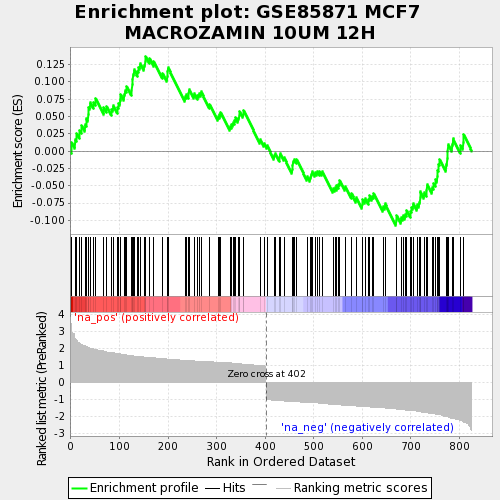 Enrichment plot: GSE85871 MCF7
MACROZAMIN 10UM 12H
Enrichment score (ES)
0.125
0.100
0.075
0.050
0.025
0.000
-0.025
-0.050
-0.075
-0.100
'na_pos' (positively correlated)
Ranked list metric (PreRanked)
4
3
2
1
0
-1
-2
-3
Zero cross at 402
'na_neg' (negatively correlated)
0 100 200 300 400 500 600 700 800
Rank in Ordered Dataset
Enrichment profile Hits Ranking metric scores